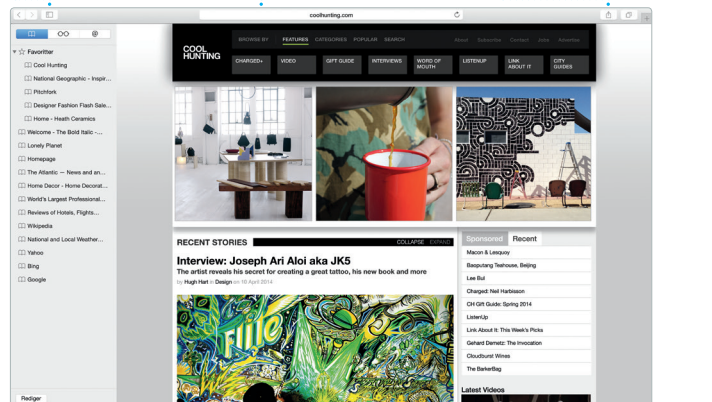 coolhunting.com
@
Favoritter
Cool Hunting
National Geographic - Inspir...
Pitchfork
Designer Fashion Flash Sale...
Home - Heath Ceramics
Welcome - The Bold Italic -...
Lonely Planet
Homepage
The Atlantic — News and an...
Home Decor - Home Decorat...
World's Largest Professional...
Reviews of Hotels, Flights...
Wikipedia
National and Local Weather...
Yahoo
Bing
Google
Rediger
COOL
HUNTING
BROWSE BY FEATURES CATEGORIES POPULAR SEARCH
About Subscribe Contact Jobs Advertise
CHARGED+ VIDEO GIFT GUIDE INTERVIEWS WORD OF MOUTH LISTENUP LINK ABOUT IT CITY GUIDES
RECENT STORIES COLLAPSE EXPAND
Interview: Joseph Ari Aloi aka JK5
The artist reveals his secret for creating a great tattoo, his new book and more
by Hugh Hart in Design on 16 April 2014
Sponsored Recent
Macon & Lesquoy
Baoputang Teahouse, Beijing
Lee Bul
Charged: Neil Harbisson
CH Gift Guide: Spring 2014
ListenUp
Link About It: This Week's Picks
Gehard Demetz: The Invocation
Cloudburst Wines
The BarkerBag
Latest Videos